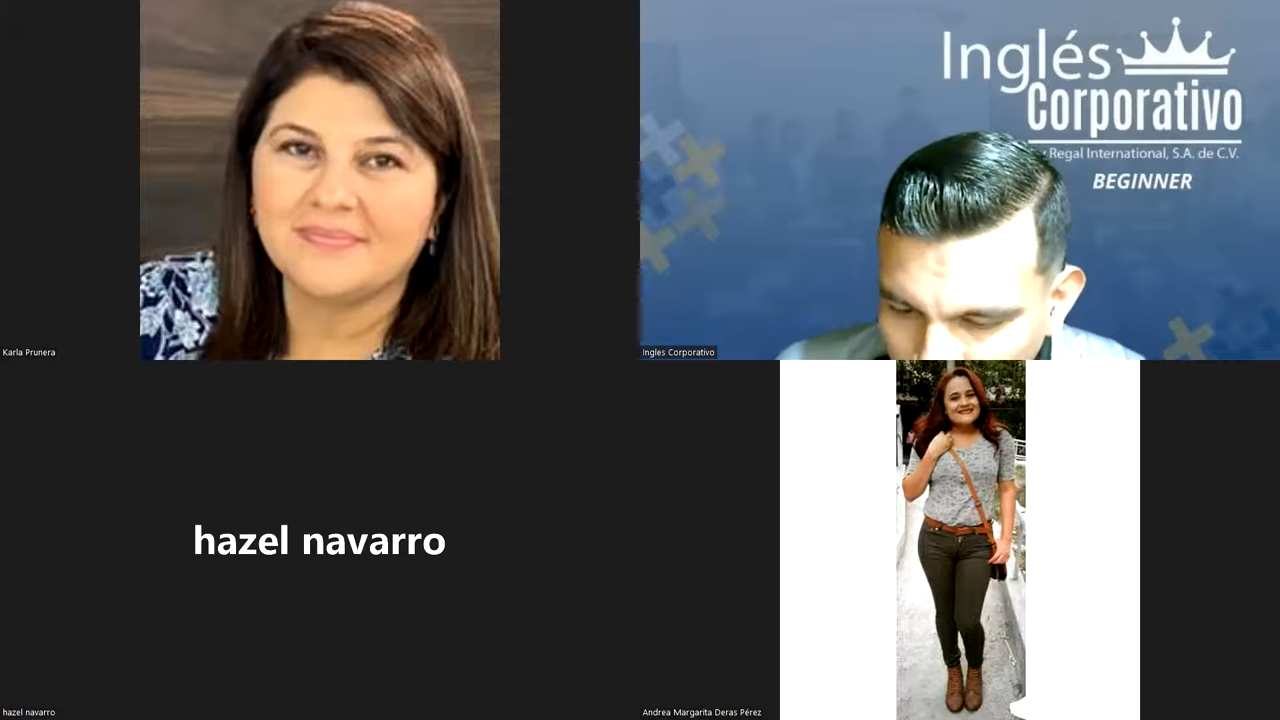 Inglés
Corporativo
Regal International, S.A. de C.V.
BEGINNER
Karla Prunera
Ingles Corporativo
hazel navarro
hazel navarro
Andrea Margarita Deras Pérez